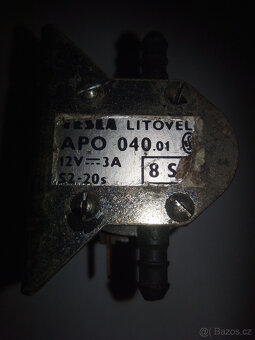 TESLA LITOVEL
APO 040.01
12V⎓3A
8 S
S2-20s
Bazos.cz